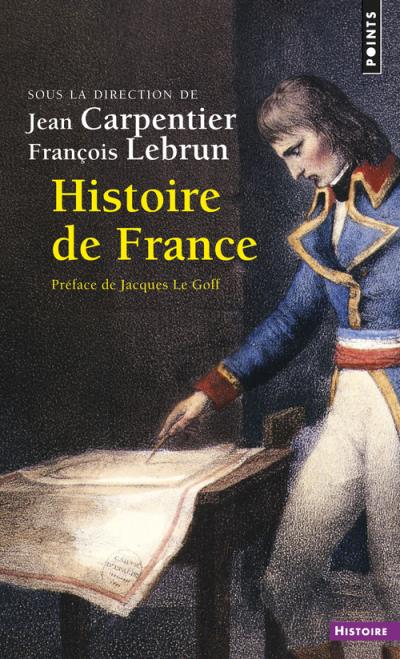 POINTS
SOUS LA DIRECTION DE
Jean Carpentier
François Lebrun
Histoire
de France
Préface de Jacques Le Goff
HISTOIRE